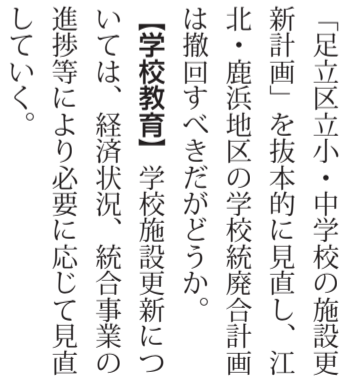 「足立区立小・中学校の施設更
新計画」を抜本的に見直し、江
北・鹿浜地区の学校統廃合計画
は撤回すべきだがどうか。
【学校教育】 学校施設更新につ
いては、経済状況、統合事業の
進捗等により必要に応じて見直
していく。